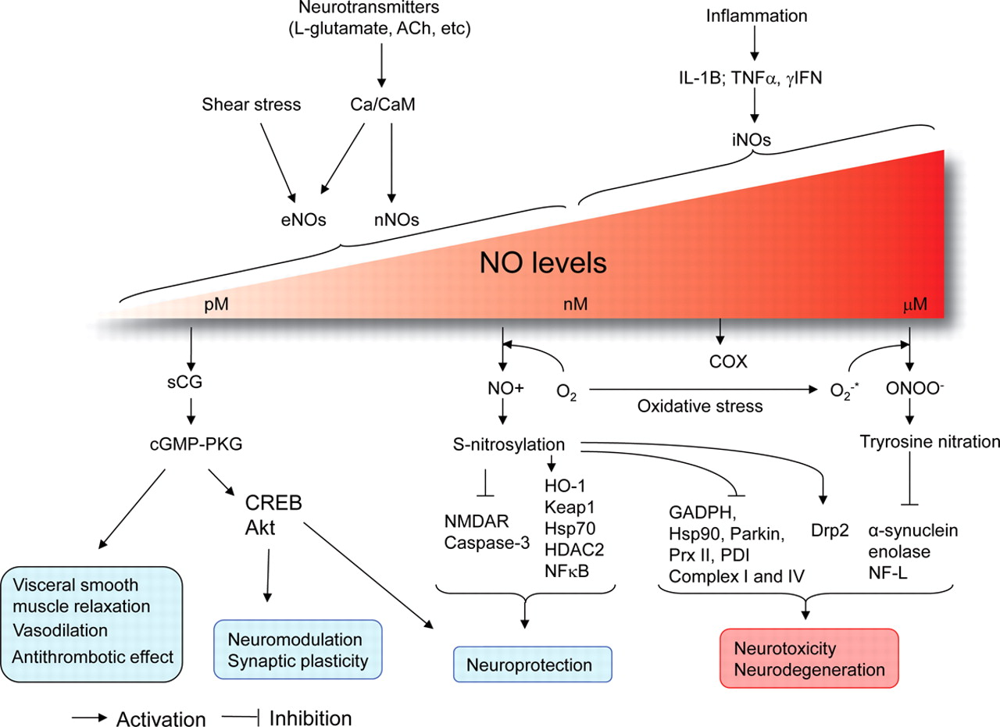 Neurotransmitters
(L-glutamate, ACh, etc)
Inflammation
IL-1B; TNFα, γIFN
Shear stress
Ca/CaM
iNOs
eNOs
nNOs
NO levels
pM
nM
μM
sCG
COX
NO+
O₂
Oxidative stress
O₂⁻*
ONOO⁻
cGMP-PKG
S-nitrosylation
Tryrosine nitration
CREB
Akt
HO-1
Keap1
Hsp70
HDAC2
NFκB
NMDAR
Caspase-3
GADPH,
Hsp90, Parkin,
Prx II, PDI
Complex I and IV
Drp2
α-synuclein
enolase
NF-L
Visceral smooth
muscle relaxation
Vasodilation
Antithrombotic effect
Neuromodulation
Synaptic plasticity
Neuroprotection
Neurotoxicity
Neurodegeneration
Activation
Inhibition